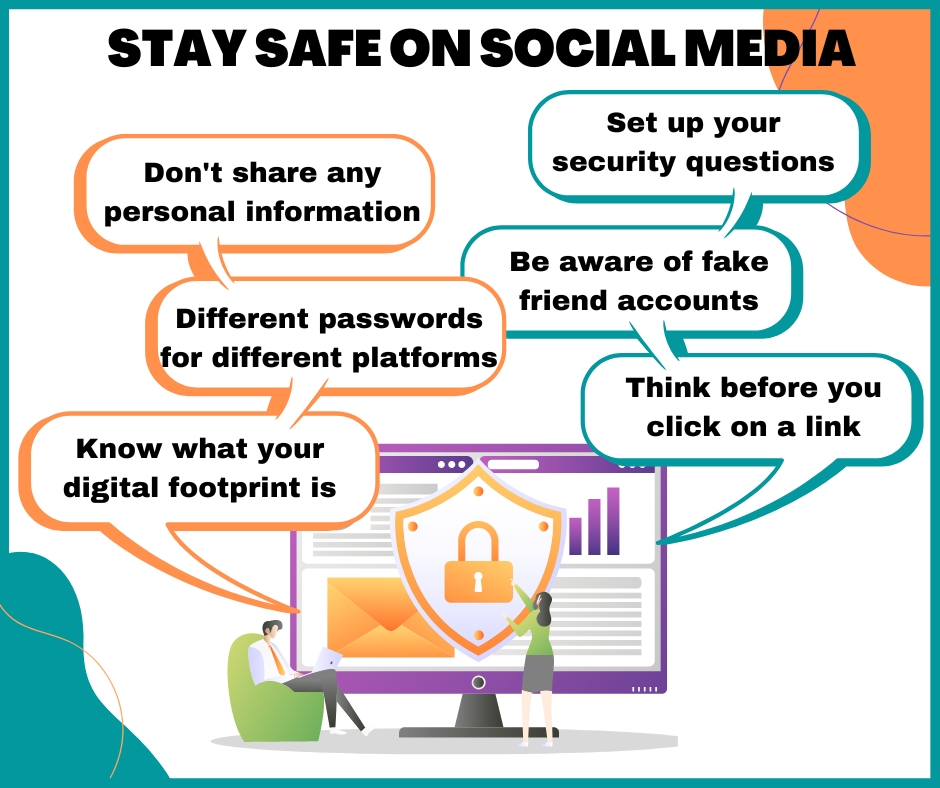 STAY SAFE ON SOCIAL MEDIA
Don't share any
personal information
Different passwords
for different platforms
Know what your
digital footprint is
Set up your
security questions
Be aware of fake
friend accounts
Think before you
click on a link